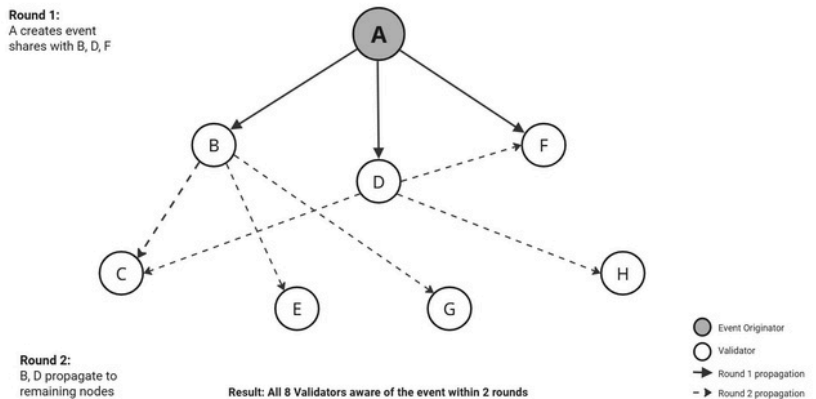 Round 1:
A creates event
shares with B, D, F
A
B
F
D
C
H
E
G
Event Originator
Validator
Round 1 propagation
Round 2 propagation
Round 2:
B, D propagate to
remaining nodes
Result: All 8 Validators aware of the event within 2 rounds